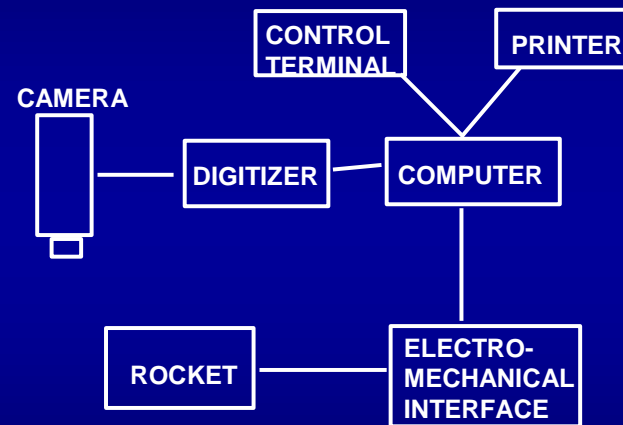 CONTROL
TERMINAL
PRINTER
CAMERA
DIGITIZER
COMPUTER
ROCKET
ELECTRO-
MECHANICAL
INTERFACE